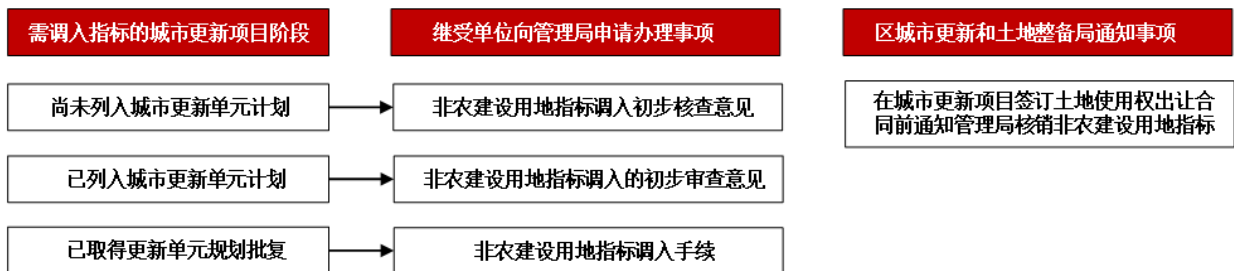 需调入指标的城市更新项目阶段
继受单位向管理局申请办理事项
区城市更新和土地整备局通知事项
尚未列入城市更新单元计划
非农建设用地指标调入初步核查意见
在城市更新项目签订土地使用权出让合
同前通知管理局核销非农建设用地指标
已列入城市更新单元计划
非农建设用地指标调入的初步审查意见
已取得更新单元规划批复
非农建设用地指标调入手续